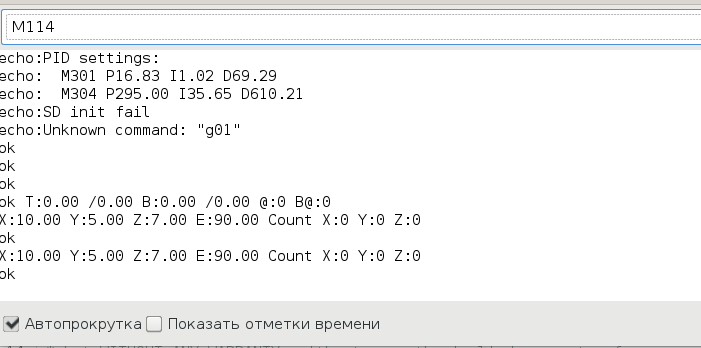 M114
echo:PID settings:
echo:  M301 P16.83 I1.02 D69.29
echo:  M304 P295.00 I35.65 D610.21
echo:SD init fail
echo:Unknown command: "g01"
ok
ok
ok
ok T:0.00 /0.00 B:0.00 /0.00 @:0 B@:0
X:10.00 Y:5.00 Z:7.00 E:90.00 Count X:0 Y:0 Z:0
ok
X:10.00 Y:5.00 Z:7.00 E:90.00 Count X:0 Y:0 Z:0
ok
Автопрокрутка Показать отметки времени